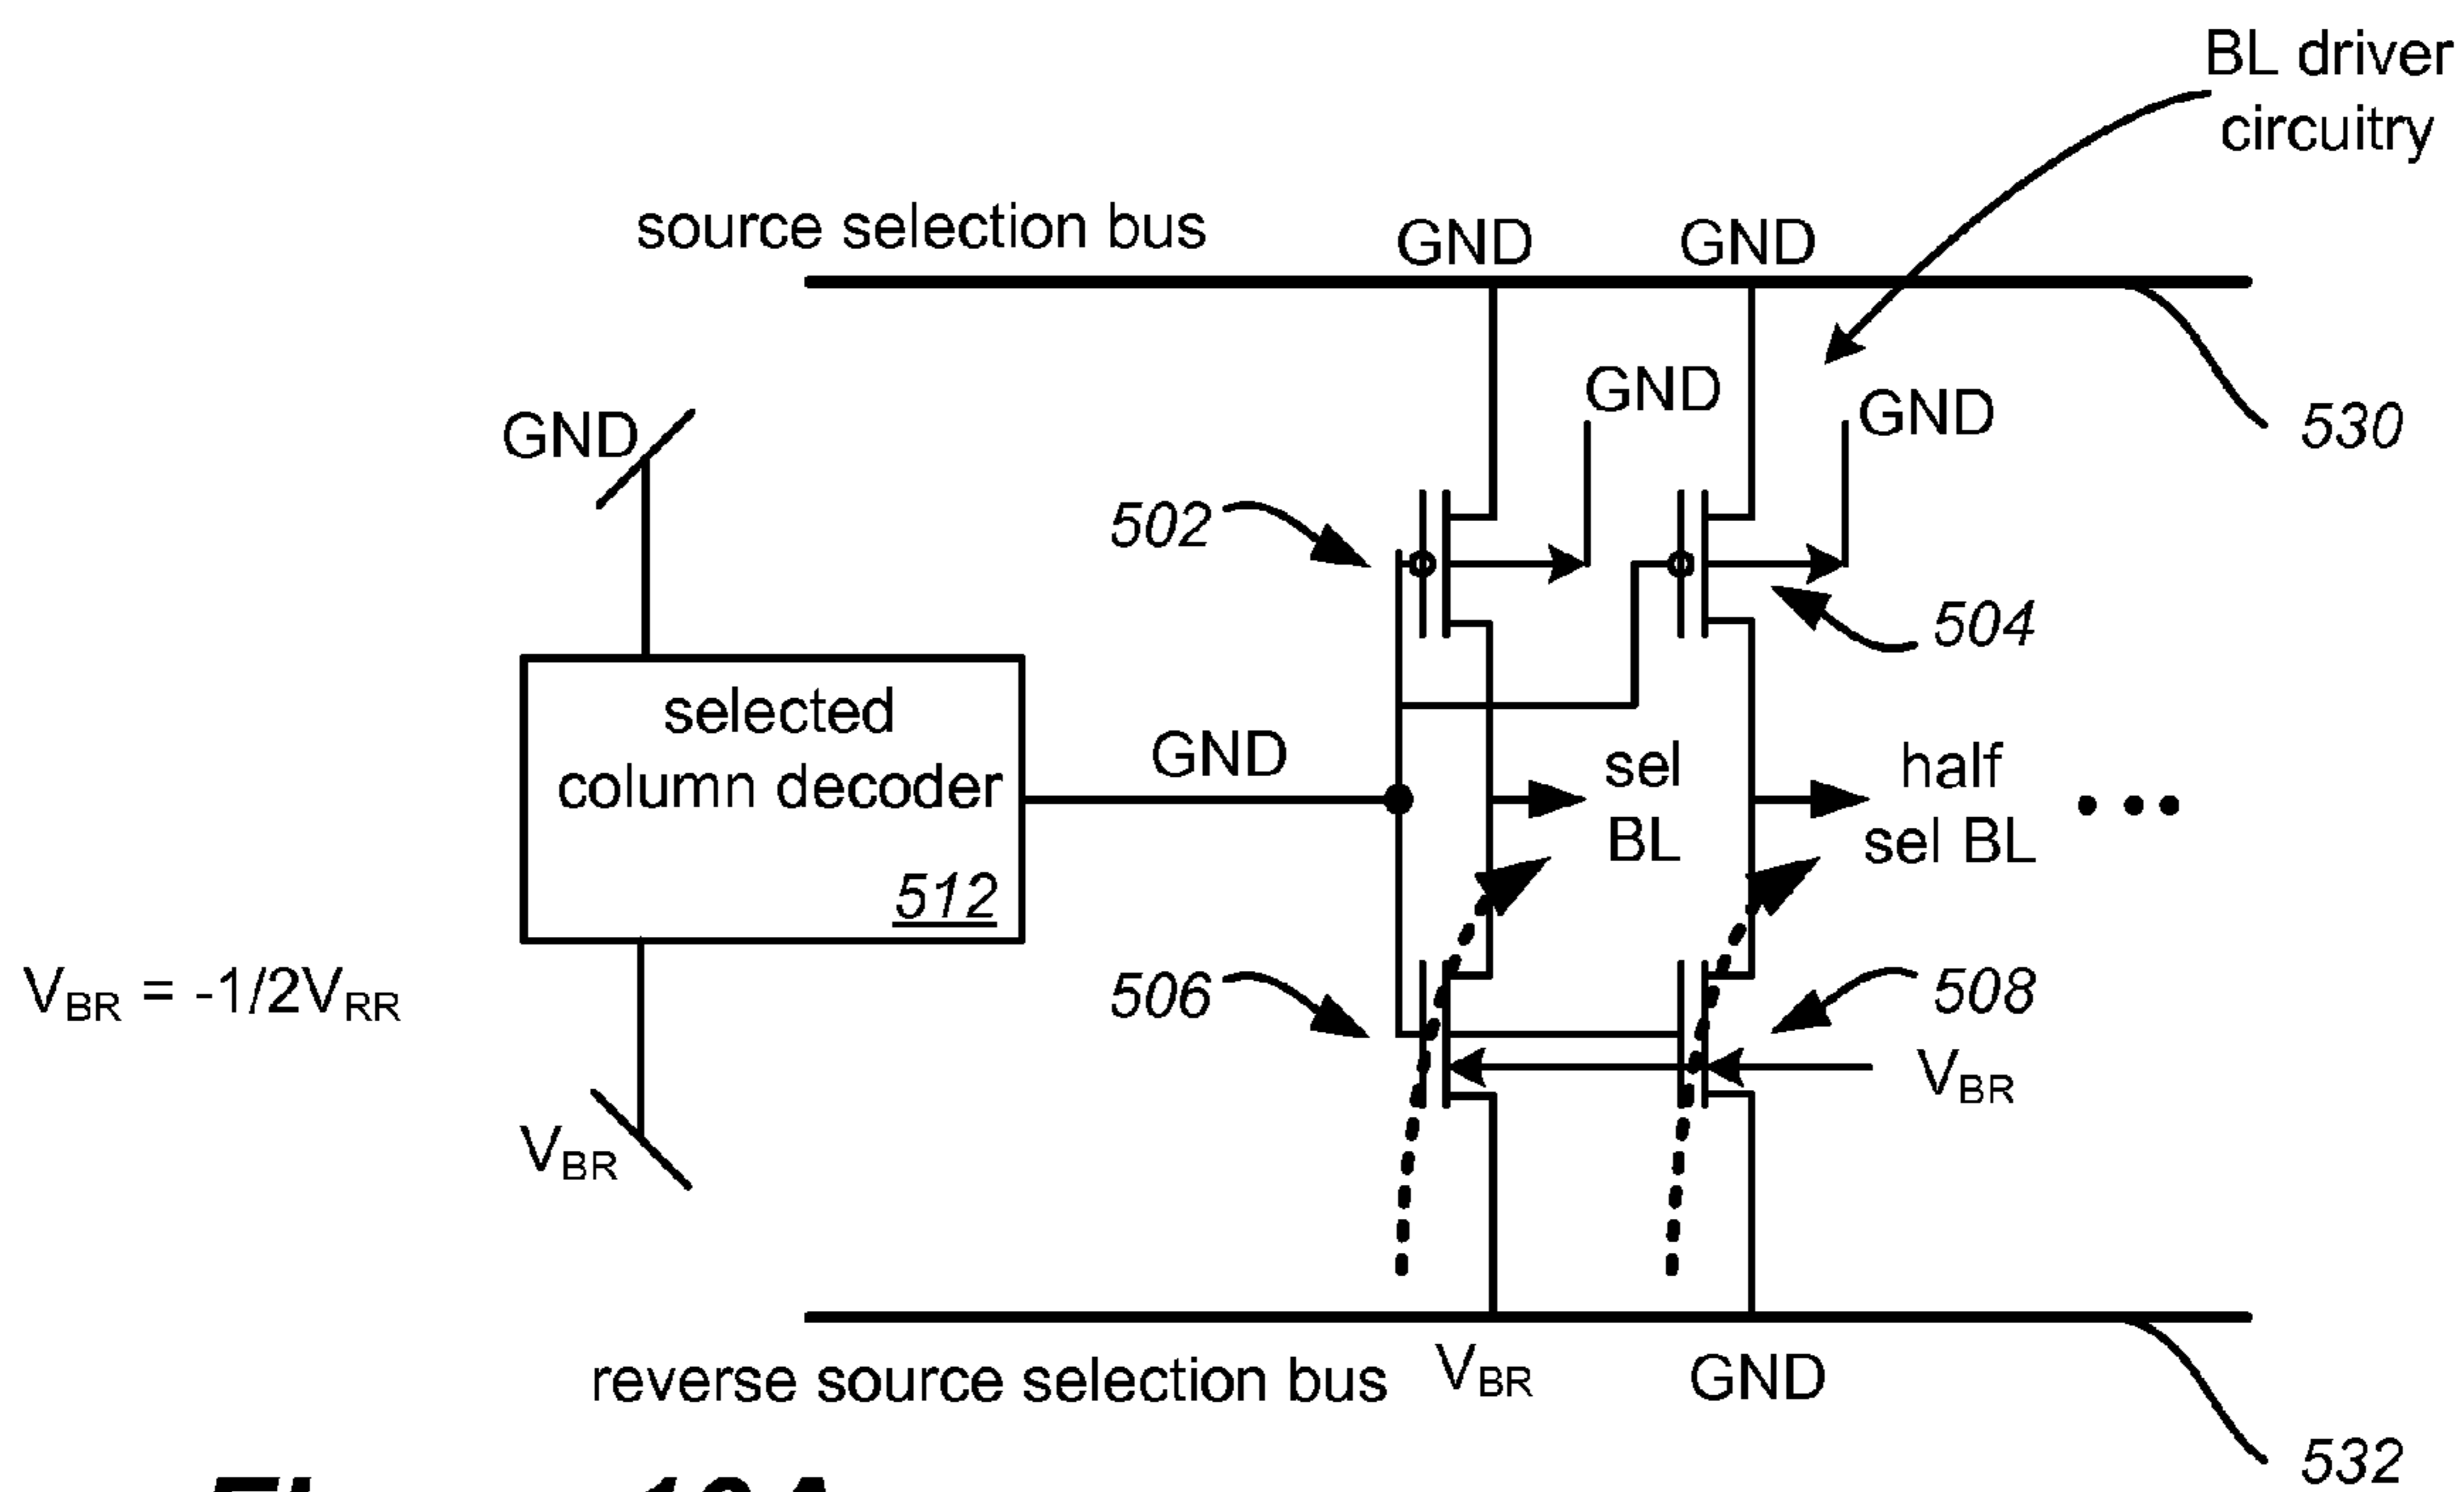 BL driver
circuitry
source selection bus
GND
GND
GND
GND
GND
530
502
504
selected
column decoder
512
GND
sel
BL
half
sel BL
VBR = -1/2VRR
506
508
VBR
VBR
reverse source selection bus
VBR
GND
532